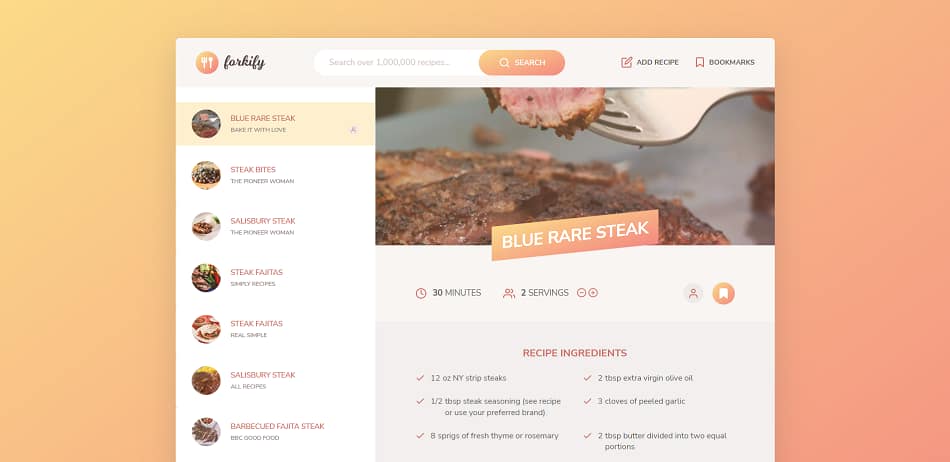 forkify
Search over 1,000,000 recipes...
SEARCH
ADD RECIPE
BOOKMARKS
BLUE RARE STEAK
BAKE IT WITH LOVE
STEAK BITES
THE PIONEER WOMAN
SALISBURY STEAK
THE PIONEER WOMAN
STEAK FAJITAS
SIMPLY RECIPES
STEAK FAJITAS
REAL SIMPLE
SALISBURY STEAK
ALL RECIPES
BARBECUED FAJITA STEAK
BBC GOOD FOOD
BLUE RARE STEAK
30 MINUTES
2 SERVINGS
RECIPE INGREDIENTS
12 oz NY strip steaks
2 tbsp extra virgin olive oil
1/2 tbsp steak seasoning (see recipe
or use your preferred brand)
3 cloves of peeled garlic
8 sprigs of fresh thyme or rosemary
2 tbsp butter divided into two equal
portions